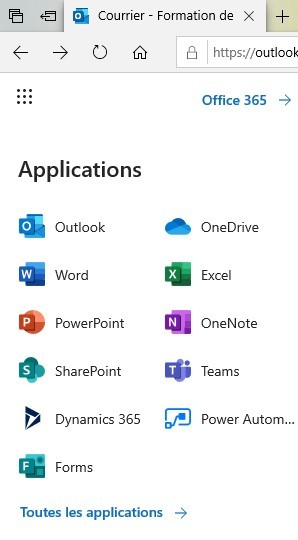 Courrier - Formation de
https://outlook
Office 365
Applications
Outlook
OneDrive
Word
Excel
PowerPoint
OneNote
SharePoint
Teams
Dynamics 365
Power Autom...
Forms
Toutes les applications